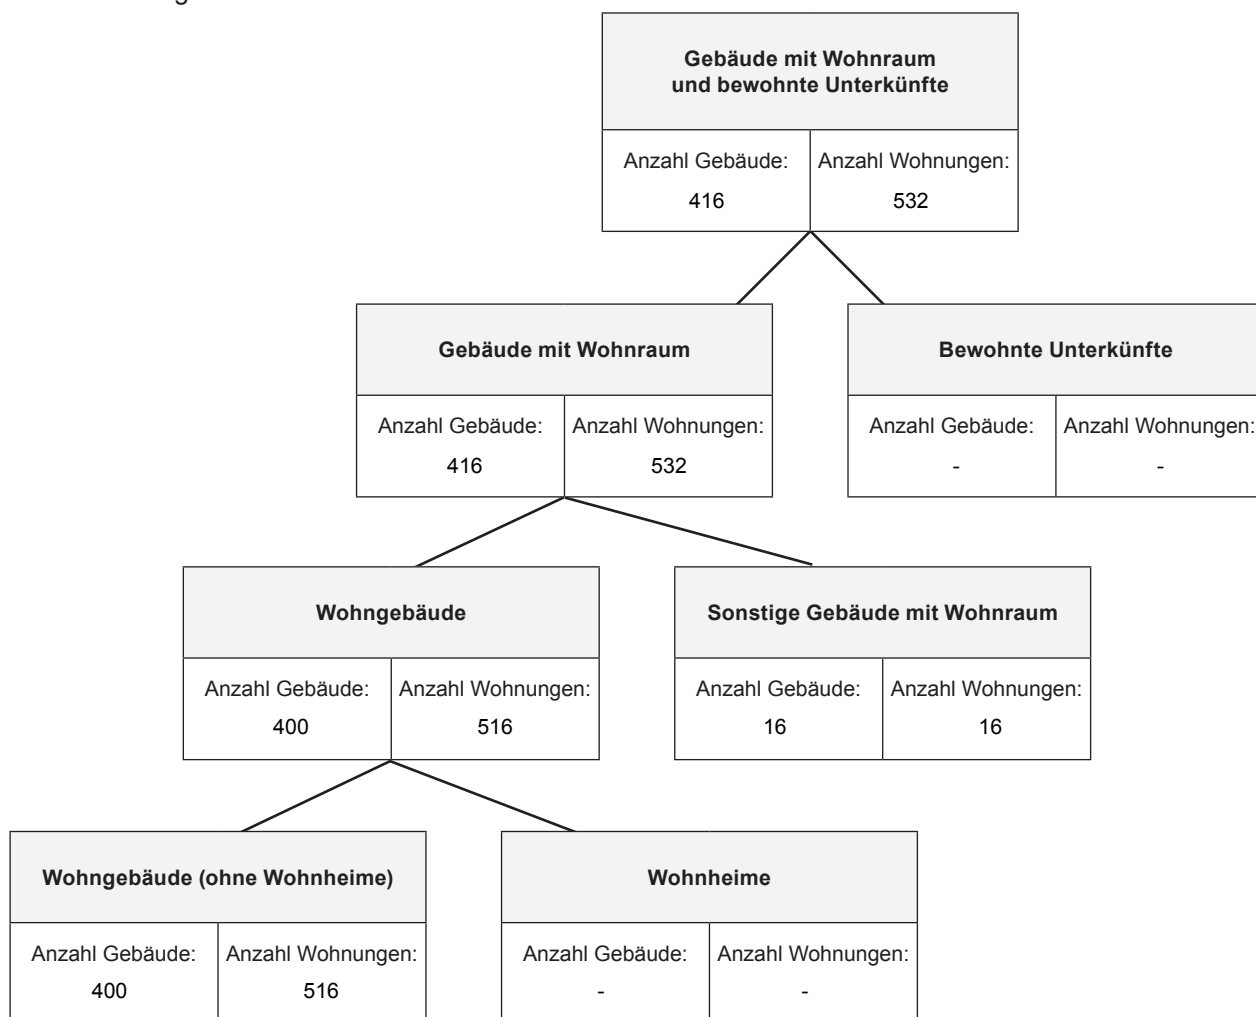 Gebäude mit Wohnraum
und bewohnte Unterkünfte
Anzahl Gebäude: Anzahl Wohnungen:
416 532
Gebäude mit Wohnraum Bewohnte Unterkünfte
Anzahl Gebäude: Anzahl Wohnungen: Anzahl Gebäude: Anzahl Wohnungen:
416 532 - -
Wohngebäude Sonstige Gebäude mit Wohnraum
Anzahl Gebäude: Anzahl Wohnungen: Anzahl Gebäude: Anzahl Wohnungen:
400 516 16 16
Wohngebäude (ohne Wohnheime) Wohnheime
Anzahl Gebäude: Anzahl Wohnungen: Anzahl Gebäude: Anzahl Wohnungen:
400 516 - -